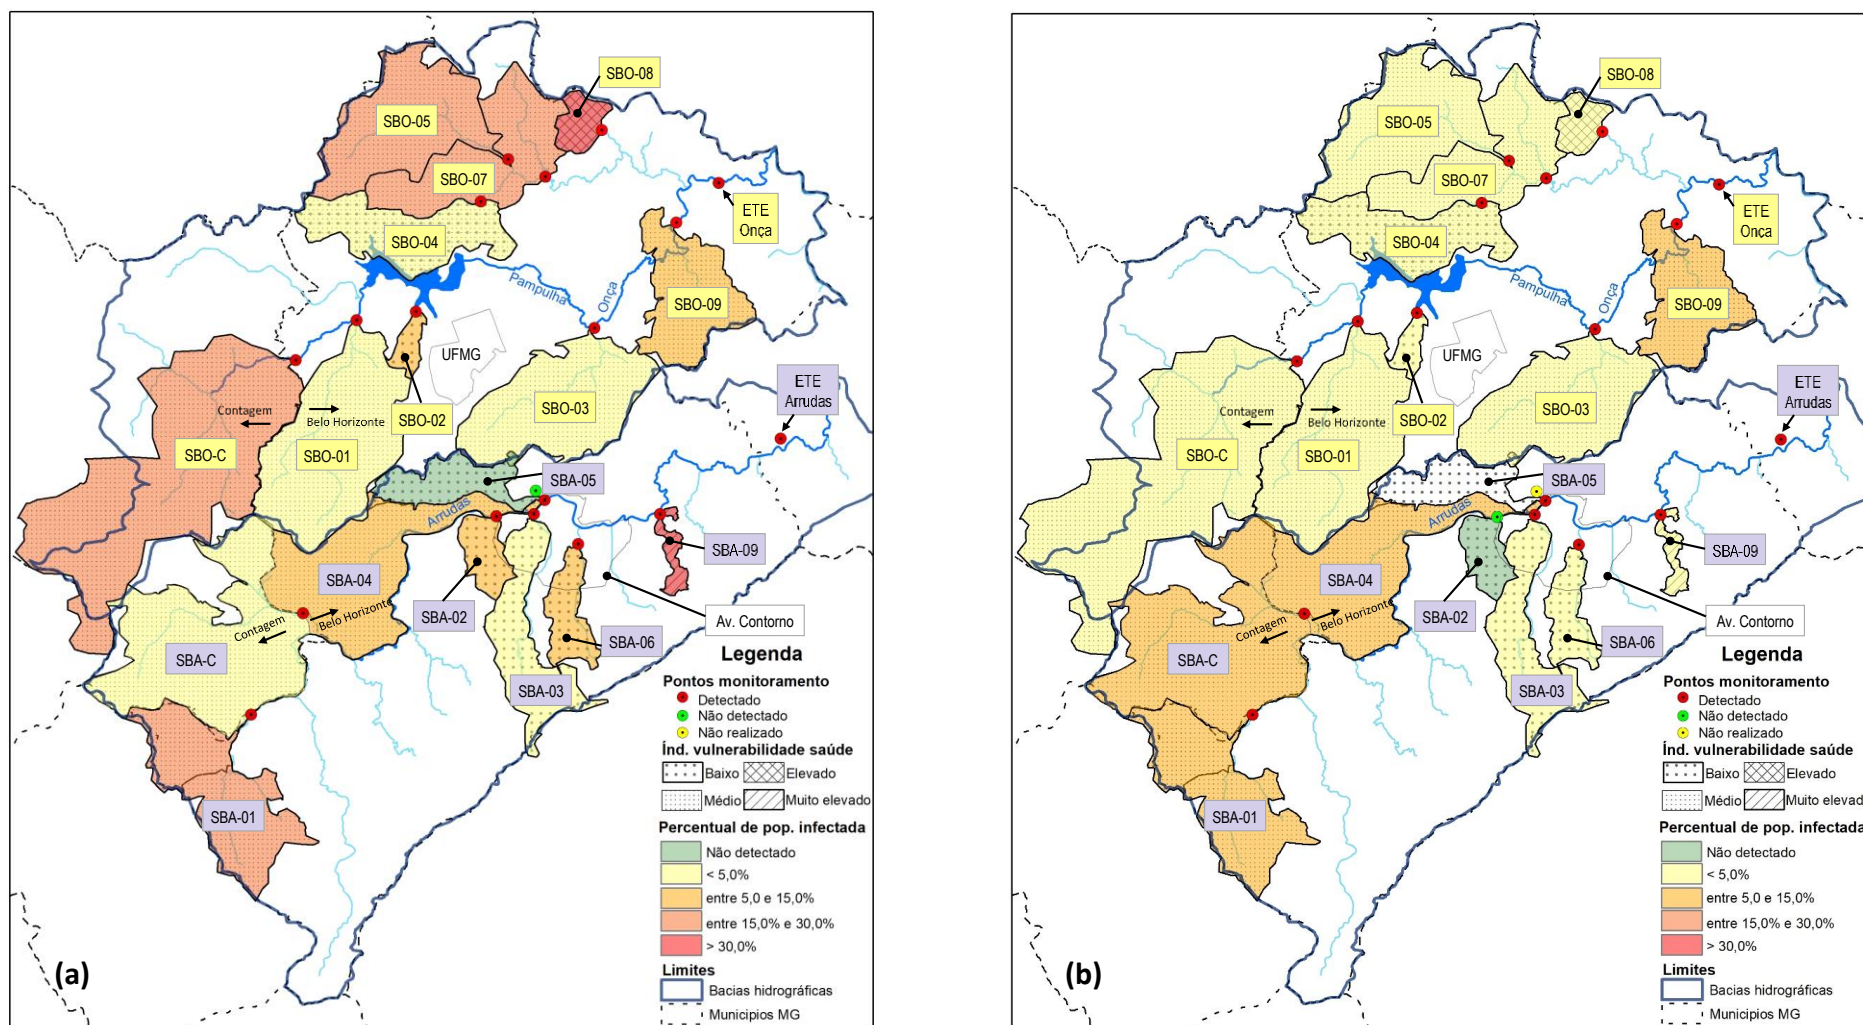 SBO-08
SBO-05
SBO-07
ETE
Onça
SBO-04
Pampulha
Onça
SBO-09
UFMG
ETE
Arrudas
Contagem
Belo Horizonte
SBO-02
SBO-03
SBO-C
SBO-01
SBA-05
Arrudas
SBA-09
SBA-04
SBA-02
Av. Contorno
Contagem
Belo Horizonte
SBA-06
SBA-C
SBA-03
SBA-01
Legenda
Pontos monitoramento
Detectado
Não detectado
Não realizado
Índ. vulnerabilidade saúde
Baixo
Elevado
Médio
Muito elevado
Percentual de pop. infectada
Não detectado
< 5,0%
entre 5,0 e 15,0%
entre 15,0% e 30,0%
> 30,0%
Limites
Bacias hidrográficas
Municipios MG
(a)
SBO-08
SBO-05
SBO-07
ETE
Onça
SBO-04
Pampulha
Onça
SBO-09
UFMG
ETE
Arrudas
Contagem
Belo Horizonte
SBO-02
SBO-03
SBO-C
SBO-01
SBA-05
Arrudas
SBA-09
SBA-04
SBA-02
Av. Contorno
Contagem
Belo Horizonte
SBA-06
SBA-C
SBA-03
SBA-01
Legenda
Pontos monitoramento
Detectado
Não detectado
Não realizado
Índ. vulnerabilidade saúde
Baixo
Elevado
Médio
Muito elevad
Percentual de pop. infectada
Não detectado
< 5,0%
entre 5,0 e 15,0%
entre 15,0% e 30,0%
> 30,0%
Limites
Bacias hidrográficas
Municipios MG
(b)